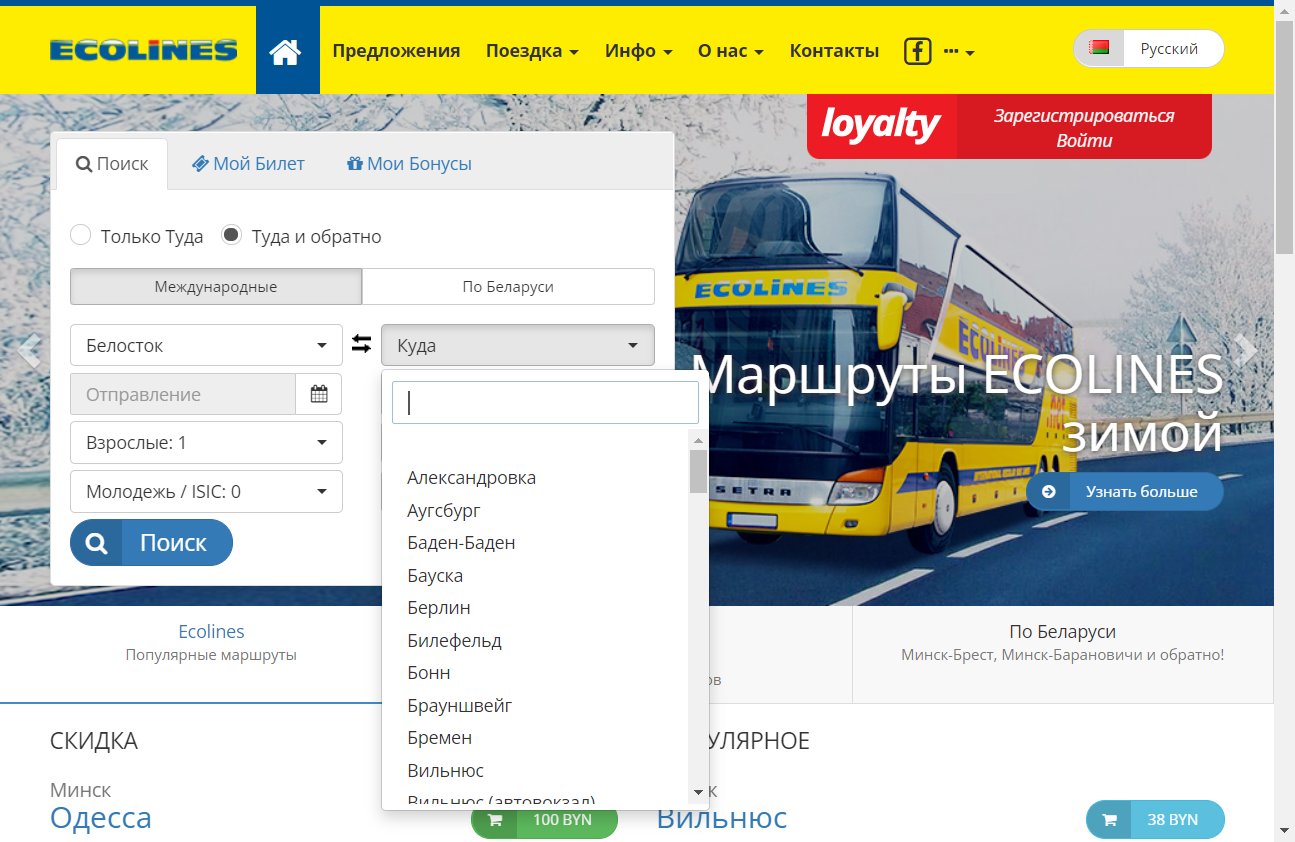 ECOLINES
Предложения
Поездка
Инфо
О нас
Контакты
Русский
loyalty
Зарегистрироваться
Войти
Поиск
Мой Билет
Мои Бонусы
Только Туда
Туда и обратно
Международные
По Беларуси
Белосток
Куда
Отправление
Взрослые: 1
Молодежь / ISIC: 0
Поиск
Александровка
Аугсбург
Баден-Баден
Бауска
Берлин
Билефельд
Бонн
Брауншвейг
Бремен
Вильнюс
Вильнюс (автовокзал)
ECOLINES
ECOLINES
SETRA
Маршруты ECOLINES
зимой
Узнать больше
Ecolines
Популярные маршруты
По Беларуси
Минск-Брест, Минск-Барановичи и обратно!
СКИДКА
Минск
Одесса
100 BYN
Вильнюс
38 BYN